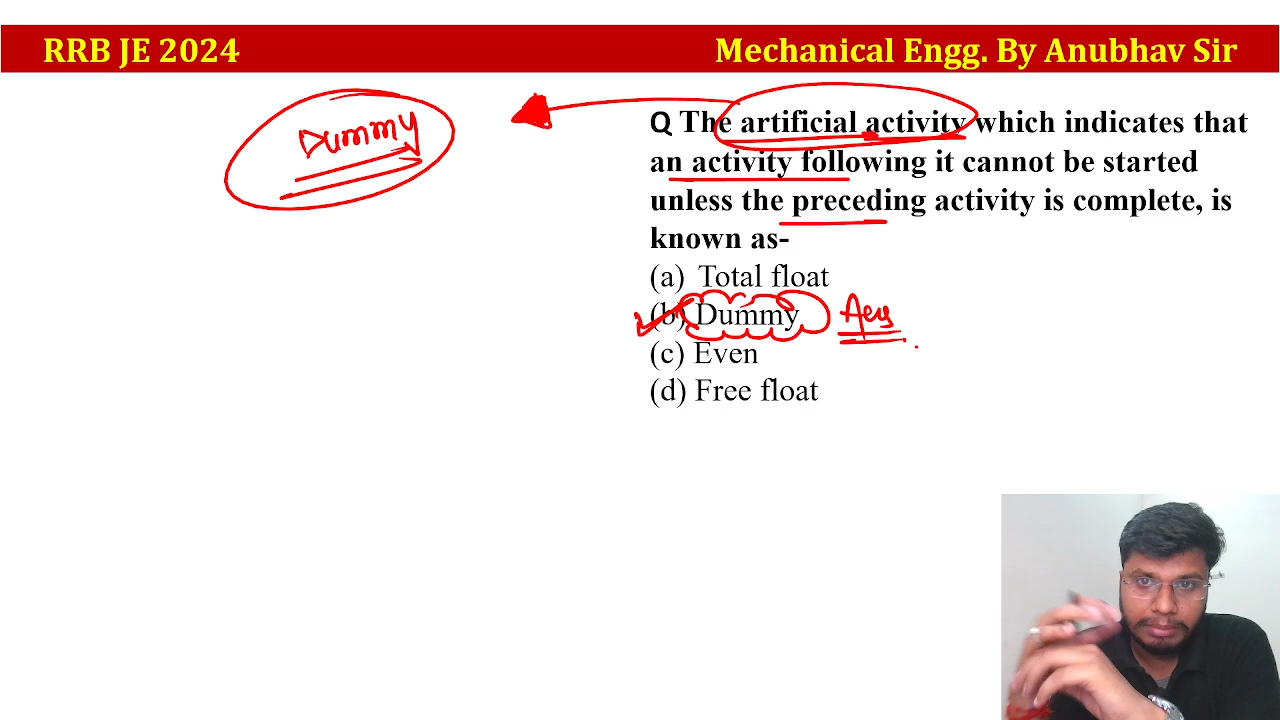 RRB JE 2024
Mechanical Engg. By Anubhav Sir
Dummy
Q The artificial activity which indicates that
an activity following it cannot be started
unless the preceding activity is complete, is
known as-
(a) Total float
(b) Dummy
(c) Even
(d) Free float